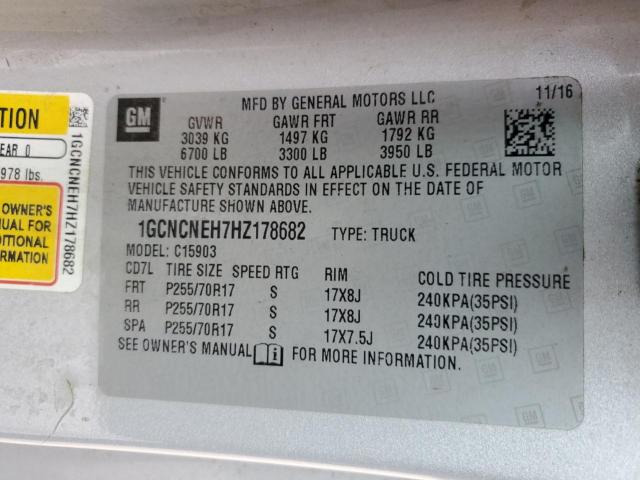 TION
EAR 0
978 lbs.
OWNER'S
NUAL FOR
ITIONAL
RMATION
1GCNCNEH7HZ178682
GM
MFD BY GENERAL MOTORS LLC 11/16
GVWR GAWR FRT GAWR RR
3039 KG 1497 KG 1792 KG
6700 LB 3300 LB 3950 LB
THIS VEHICLE CONFORMS TO ALL APPLICABLE U.S. FEDERAL MOTOR
VEHICLE SAFETY STANDARDS IN EFFECT ON THE DATE OF
MANUFACTURE SHOWN ABOVE.
1GCNCNEH7HZ178682 TYPE: TRUCK
MODEL: C15903
CD7L TIRE SIZE SPEED RTG RIM COLD TIRE PRESSURE
FRT P255/70R17 S 17X8J 240KPA(35PSI)
RR P255/70R17 S 17X8J 240KPA(35PSI)
SPA P255/70R17 S 17X7.5J 240KPA(35PSI)
SEE OWNER'S MANUAL FOR MORE INFORMATION.